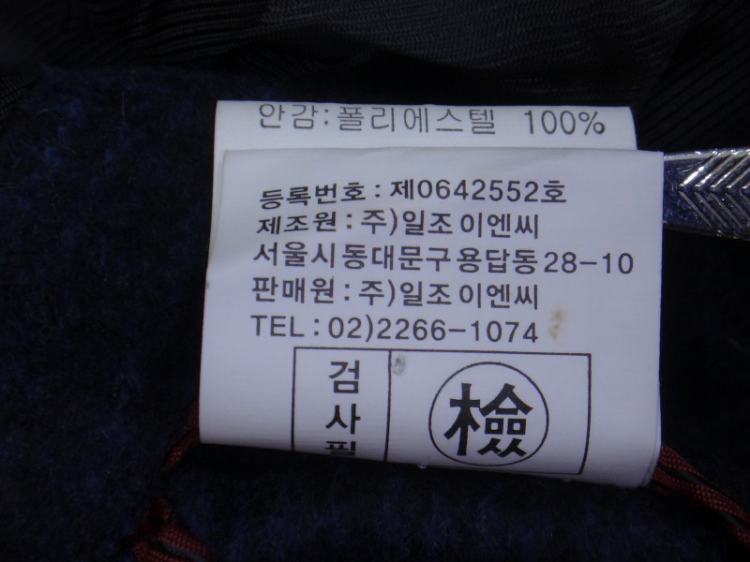 안감:폴리에스텔 100%
등록번호:제0642552호
제조원:주)일조이엔씨
서울시동대문구용답동28-10
판매원:주)일조이엔씨
TEL:02)2266-1074
검사필
檢